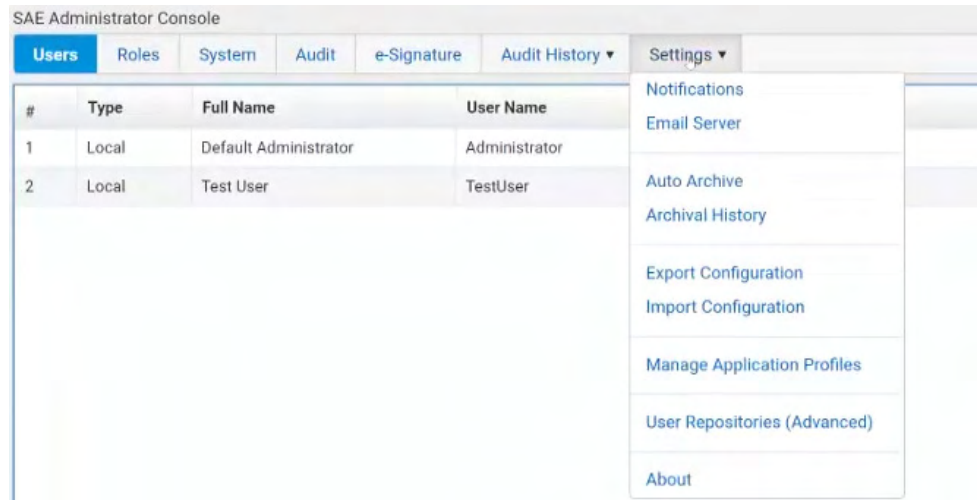 SAE Administrator Console
Users Roles System Audit e-Signature Audit History ▾ Settings ▾
# Type Full Name User Name
1 Local Default Administrator Administrator
2 Local Test User TestUser
Notifications
Email Server
Auto Archive
Archival History
Export Configuration
Import Configuration
Manage Application Profiles
User Repositories (Advanced)
About